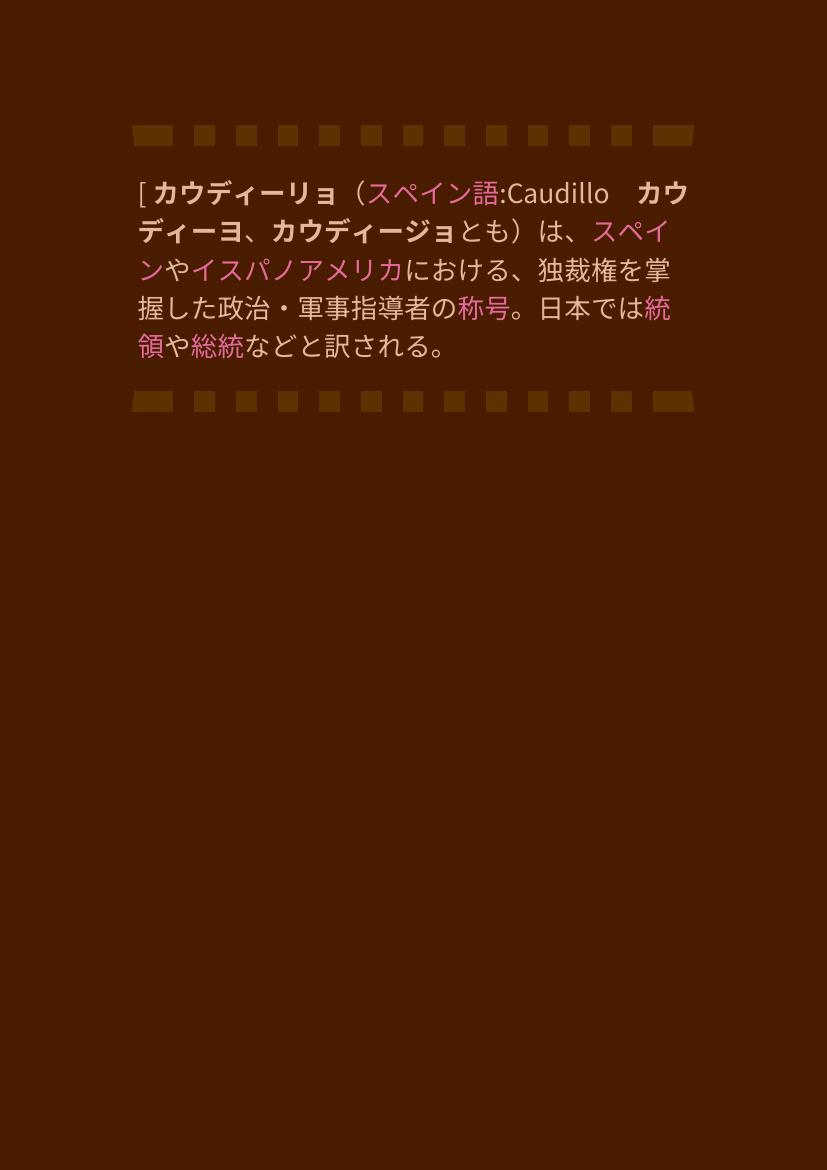 [ カウディーリョ（スペイン語:Caudillo　カウ
ディーヨ、カウディージョとも）は、スペイ
ンやイスパノアメリカにおける、独裁権を掌
握した政治・軍事指導者の称号。日本では統
領や総統などと訳される。